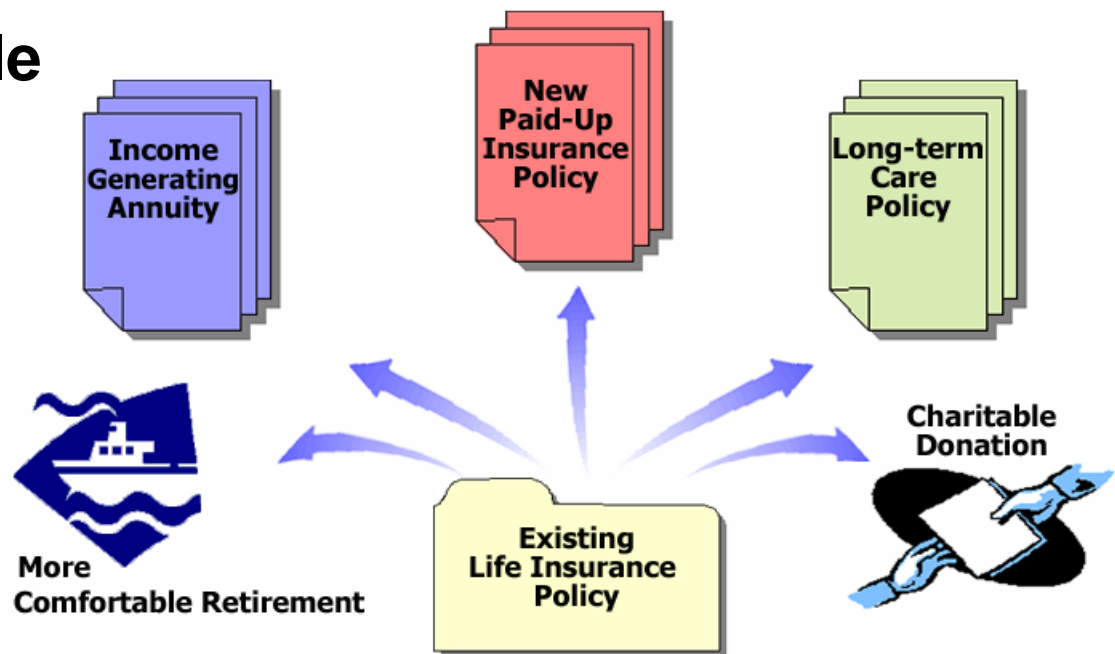 Income
Generating
Annuity
New
Paid-Up
Insurance
Policy
Long-term
Care
Policy
More
Comfortable Retirement
Existing
Life Insurance
Policy
Charitable
Donation